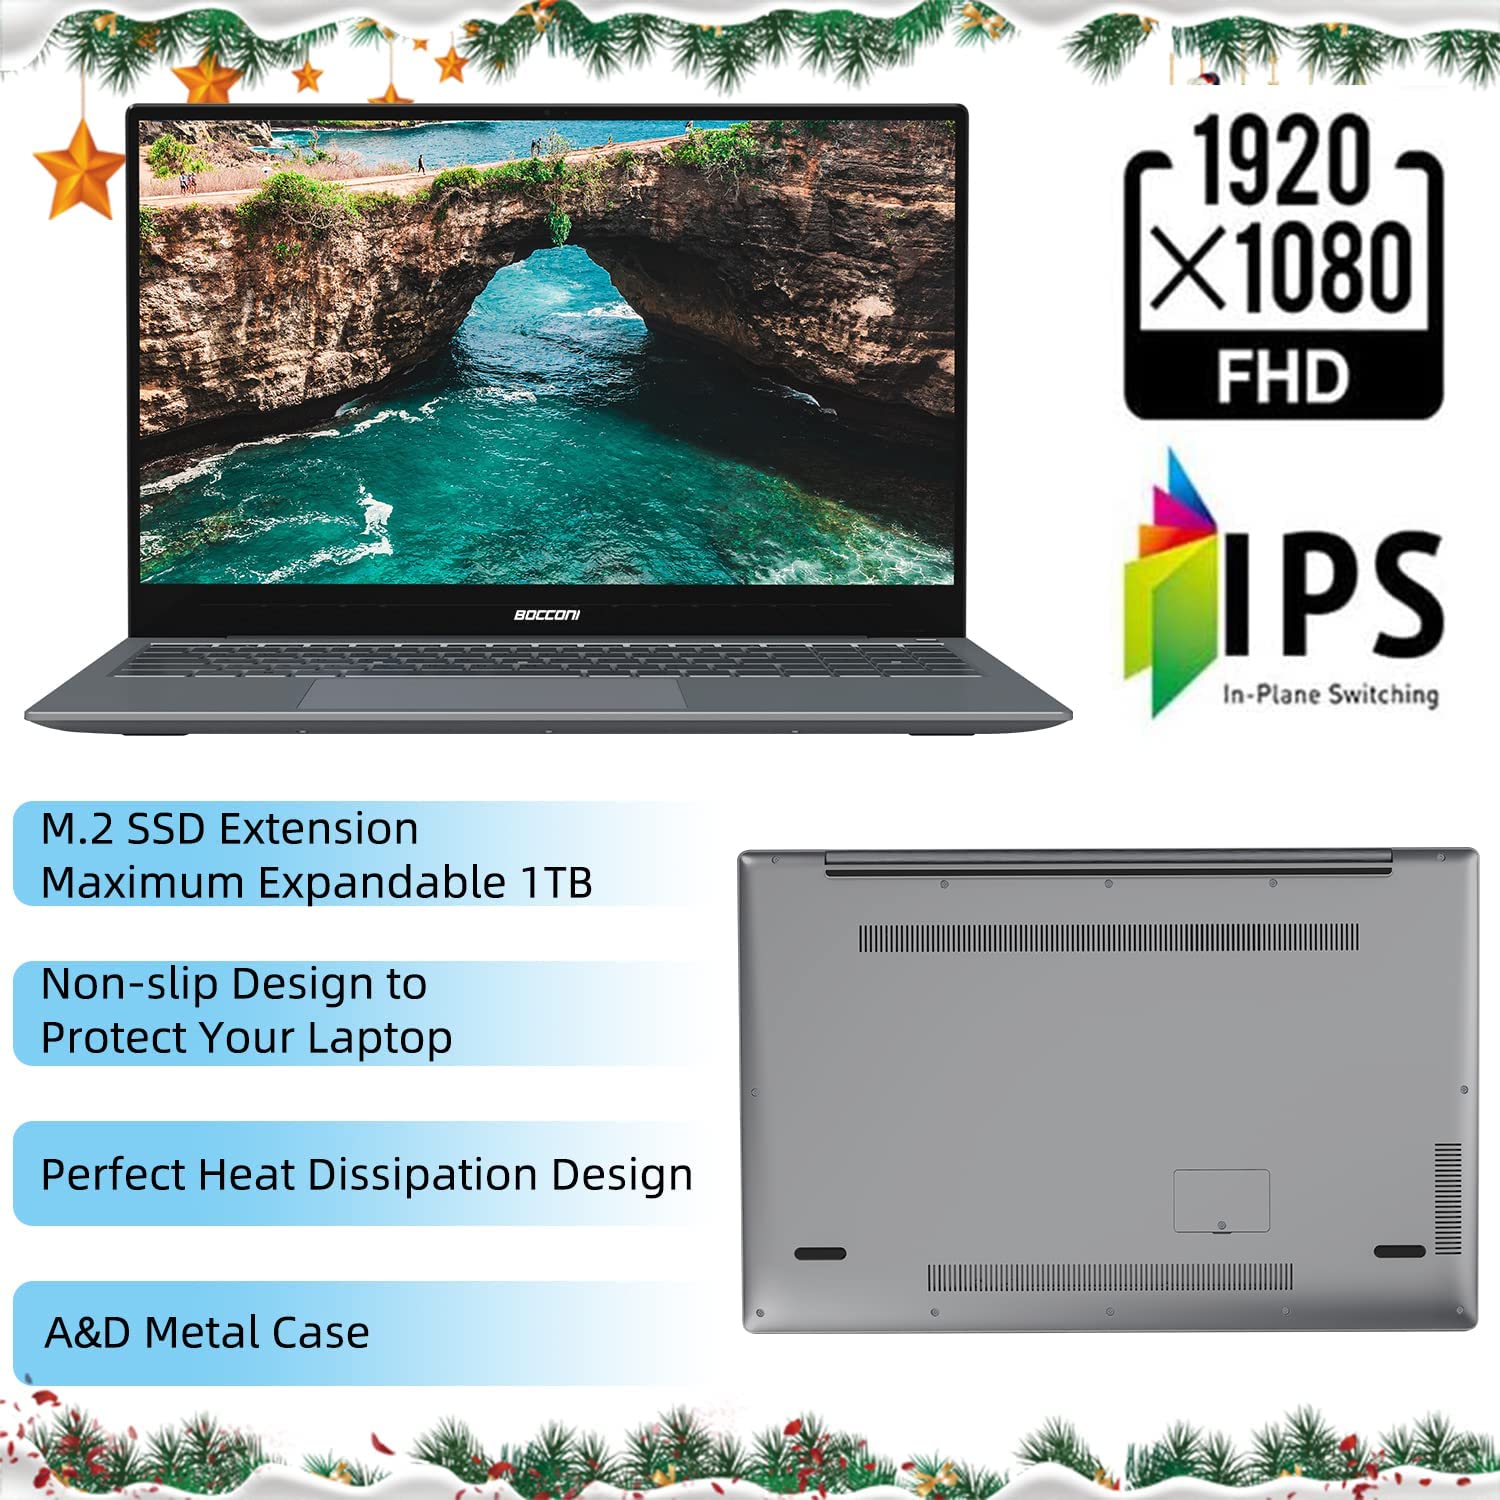 1920
×1080
FHD
BOCCONI
IPS
In-Plane Switching
M.2 SSD Extension
Maximum Expandable 1TB
Non-slip Design to
Protect Your Laptop
Perfect Heat Dissipation Design
A&D Metal Case